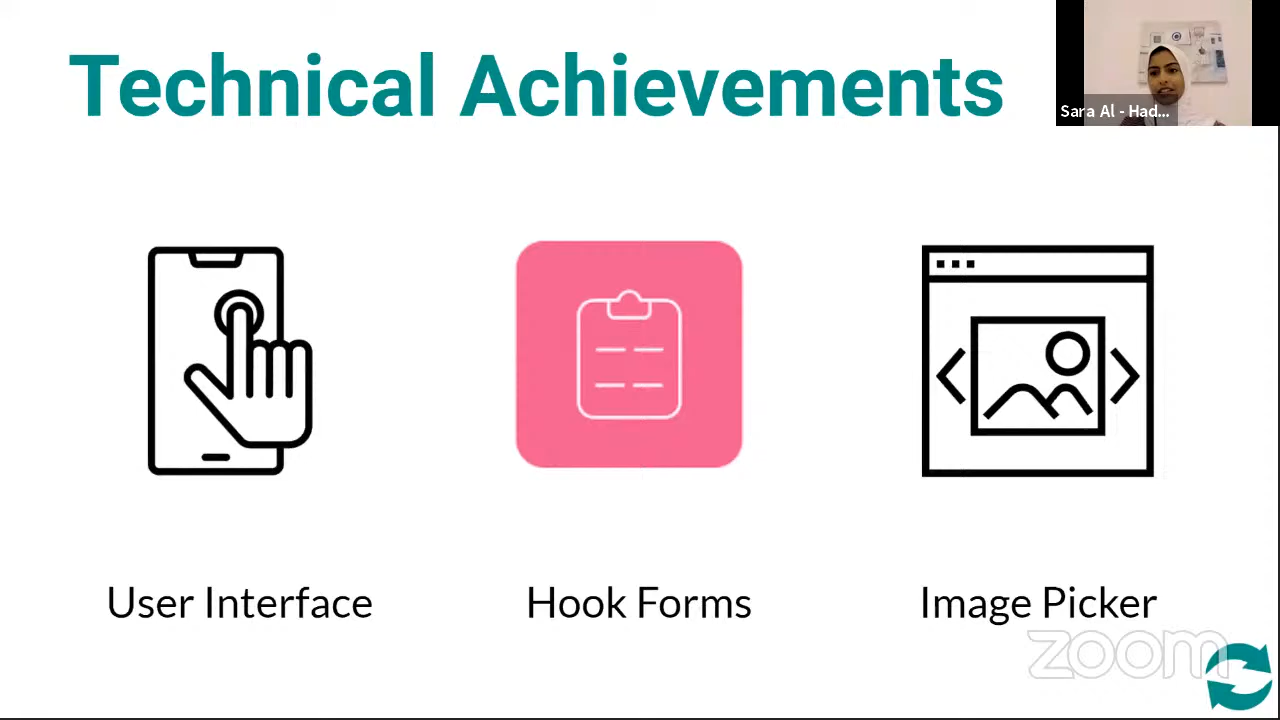 Technical Achievements
Sara Al - Had...
User Interface
Hook Forms
Image Picker
zoom